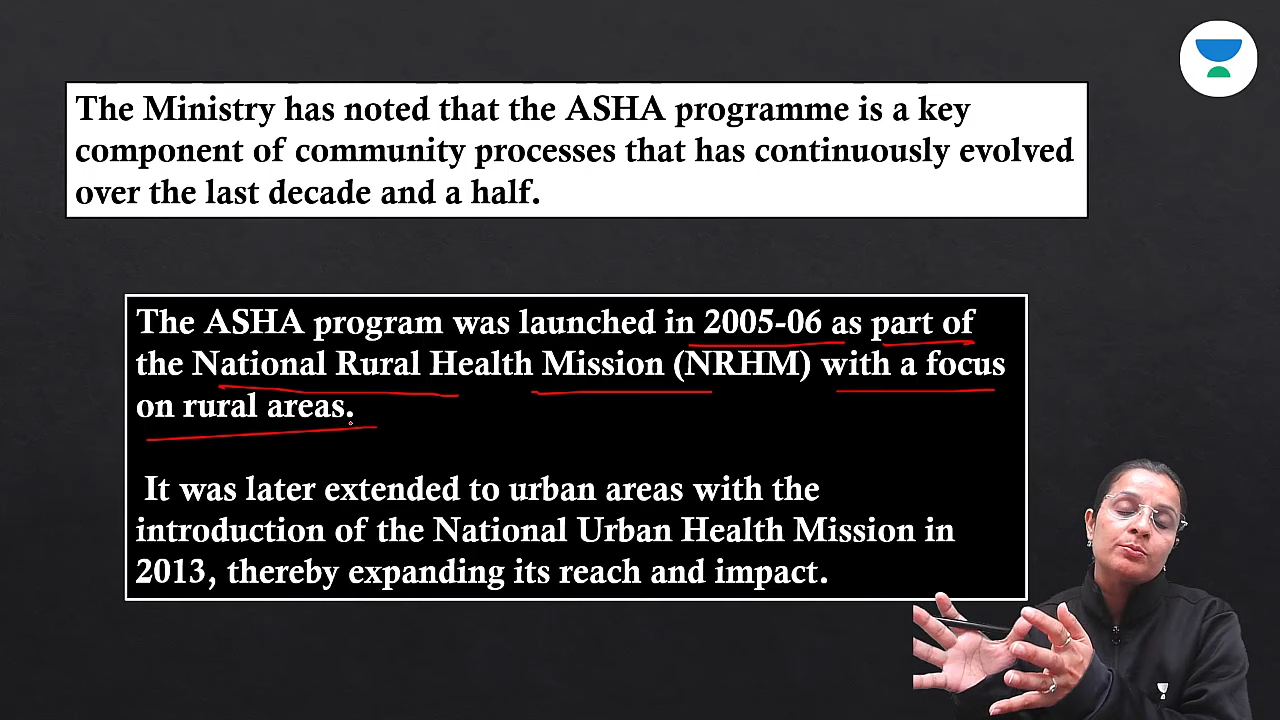 The Ministry has noted that the ASHA programme is a key
component of community processes that has continuously evolved
over the last decade and a half.
The ASHA program was launched in 2005-06 as part of
the National Rural Health Mission (NRHM) with a focus
on rural areas.
It was later extended to urban areas with the
introduction of the National Urban Health Mission in
2013, thereby expanding its reach and impact.